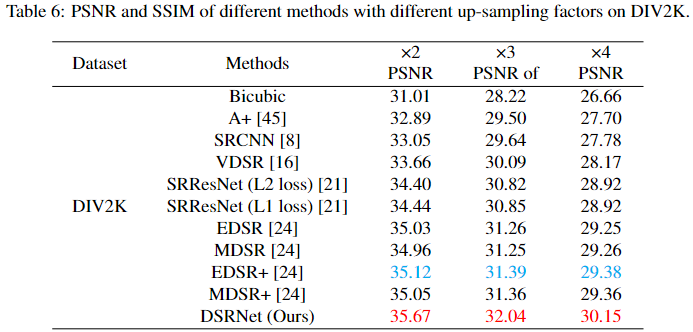 Table 6: PSNR and SSIM of different methods with different up-sampling factors on DIV2K.
Dataset Methods ×2 PSNR ×3 PSNR of ×4 PSNR
Bicubic 31.01 28.22 26.66
A+ [45] 32.89 29.50 27.70
SRCNN [8] 33.05 29.64 27.78
VDSR [16] 33.66 30.09 28.17
SRResNet (L2 loss) [21] 34.40 30.82 28.92
DIV2K SRResNet (L1 loss) [21] 34.44 30.85 28.92
EDSR [24] 35.03 31.26 29.25
MDSR [24] 34.96 31.25 29.26
EDSR+ [24] 35.12 31.39 29.38
MDSR+ [24] 35.05 31.36 29.36
DSRNet (Ours) 35.67 32.04 30.15